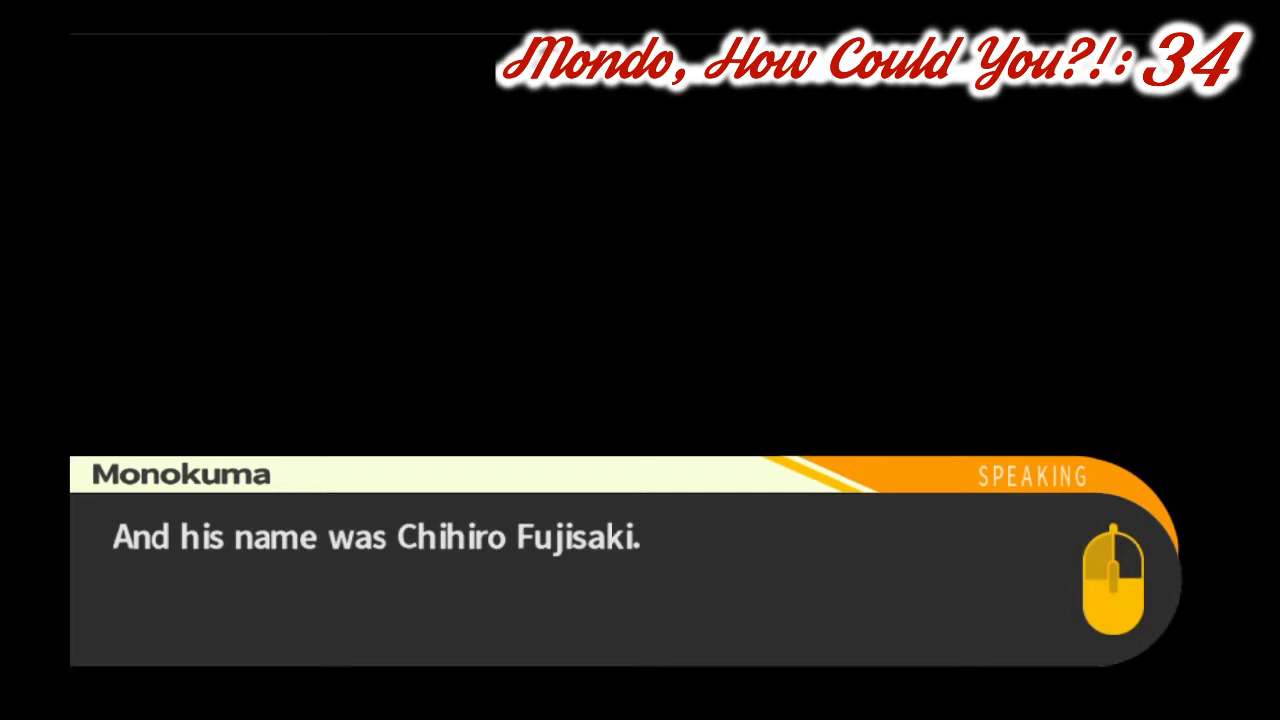 Mondo, How Could You?!: 34
Monokuma
SPEAKING
And his name was Chihiro Fujisaki.